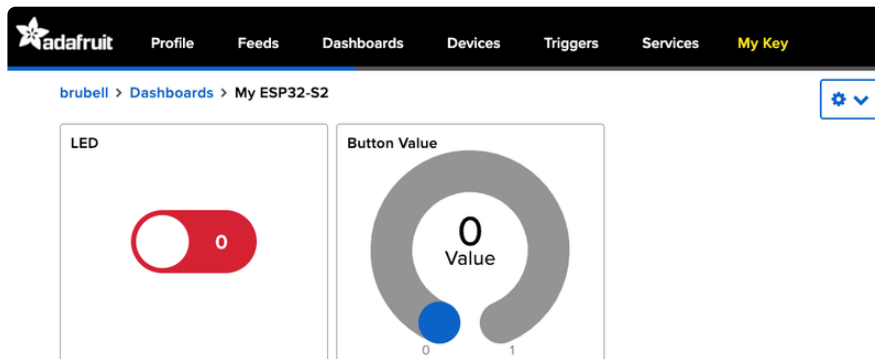 adafruit Profile Feeds Dashboards Devices Triggers Services My Key
brubell > Dashboards > My ESP32-S2
LED
0
Button Value
0
Value
0 1